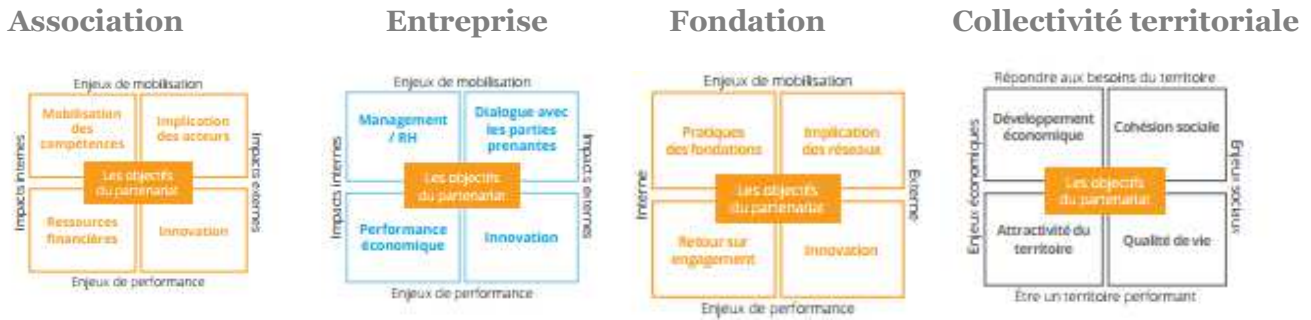 Association
Entreprise
Fondation
Collectivité territoriale
Enjeux de mobilisation
Mobilisation
des
compétences
Implication
des acteurs
Impacts internes
Impacts externes
Les objectifs
du partenariat
Ressources
financières
Innovation
Enjeux de performance
Enjeux de mobilisation
Management
/ RH
Dialogue avec
les parties
prenantes
Impacts internes
Impacts externes
Les objectifs
du partenariat
Performance
économique
Innovation
Enjeux de performance
Enjeux de mobilisation
Pratiques
des fondations
Implication
des réseaux
Interne
Externe
Les objectifs
du partenariat
Retour sur
engagement
Innovation
Enjeux de performance
Répondre aux besoins du territoire
Développement
économique
Cohésion sociale
Enjeux économiques
Enjeux sociaux
Les objectifs
du partenariat
Attractivité du
territoire
Qualité de vie
Être un territoire performant